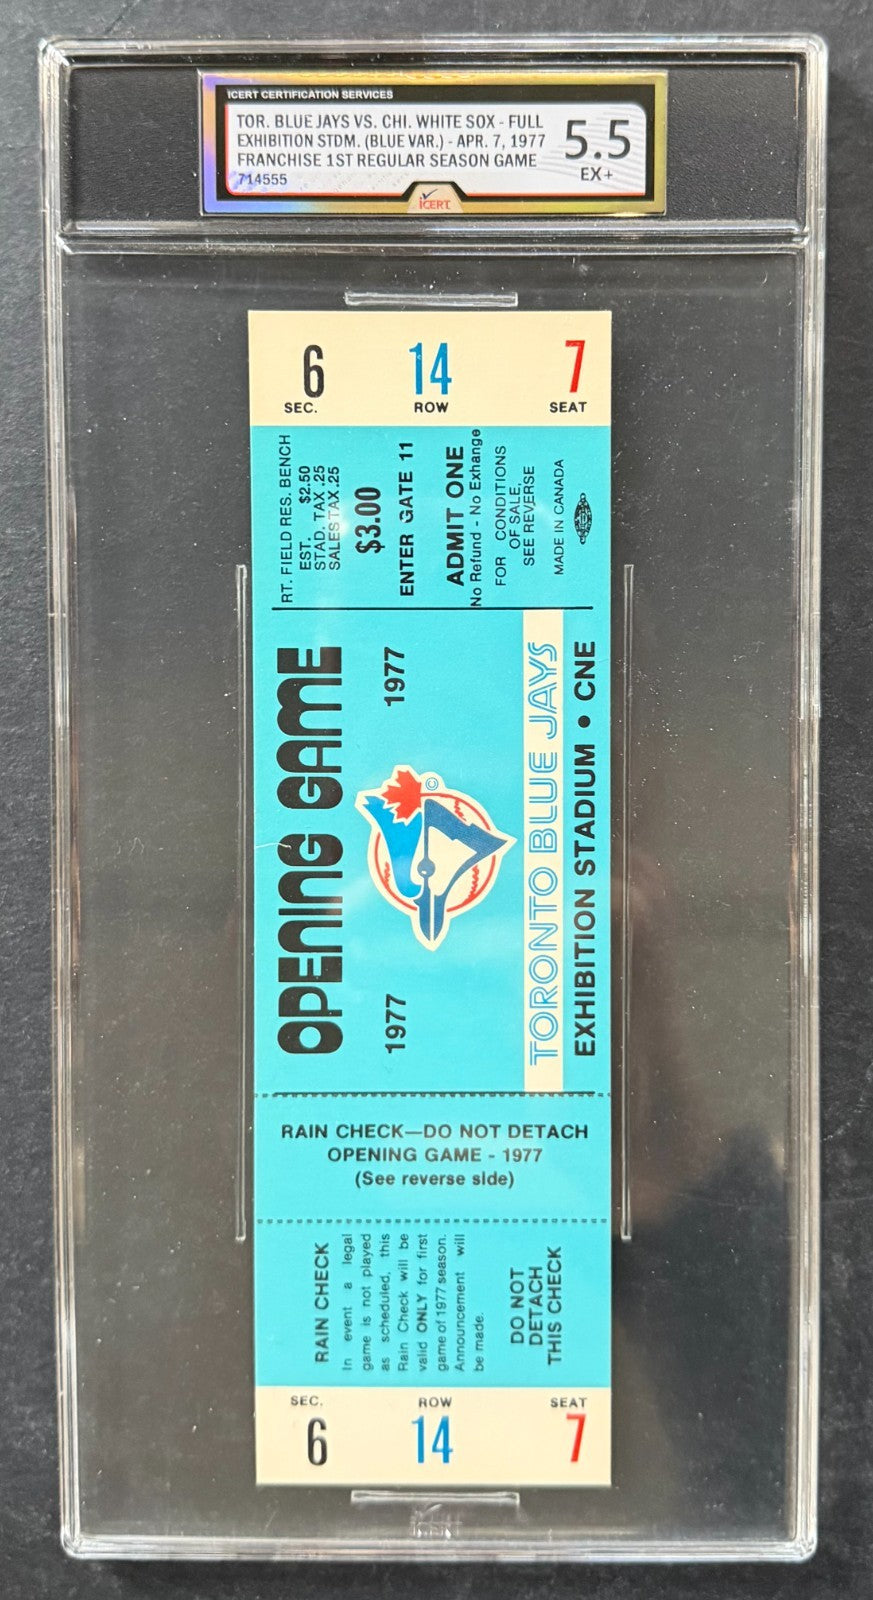 ICERT CERTIFICATION SERVICES
TOR. BLUE JAYS VS. CHI. WHITE SOX - FULL
EXHIBITION STDM. (BLUE VAR.) - APR. 7, 1977
FRANCHISE 1ST REGULAR SEASON GAME
714555
5.5
EX+
ICERT
6 14 7
SEC. ROW SEAT
RT. FIELD RES. BENCH
EST. $2.50
STAD. TAX .25
SALES TAX .25
$3.00
ENTER GATE 11
ADMIT ONE
No Refund - No Exhange
FOR CONDITIONS
OF SALE,
SEE REVERSE
MADE IN CANADA
OPENING GAME
1977 1977
©
TORONTO BLUE JAYS
EXHIBITION STADIUM • CNE
RAIN CHECK—DO NOT DETACH
OPENING GAME - 1977
(See reverse side)
RAIN CHECK
In event a legal
game is not played
as scheduled, this
Rain Check will be
valid ONLY for first
game of 1977 season.
Announcement will
be made.
DO NOT
DETACH
THIS CHECK
SEC. ROW SEAT
6 14 7
ICERT